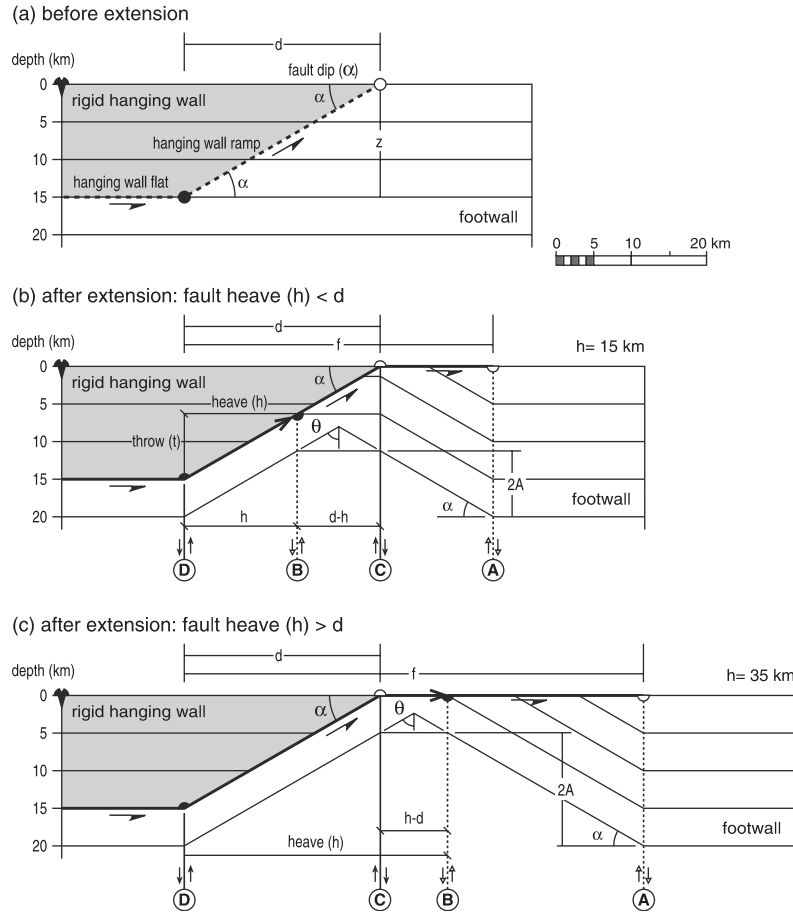 (a) before extension
d
depth (km)
fault dip (α)
0
rigid hanging wall
α
5
hanging wall ramp
z
10
hanging wall flat
α
15
footwall
20
0 5 10 20 km
(b) after extension: fault heave (h) < d
d
depth (km)
f
h= 15 km
0
rigid hanging wall
α
5
heave (h)
θ
10
throw (t)
15
2A
footwall
α
20
h
d-h
D
B
C
A
(c) after extension: fault heave (h) > d
d
depth (km)
f
h= 35 km
0
rigid hanging wall
α
θ
5
10
2A
15
h-d
footwall
α
20
heave (h)
D
C
B
A